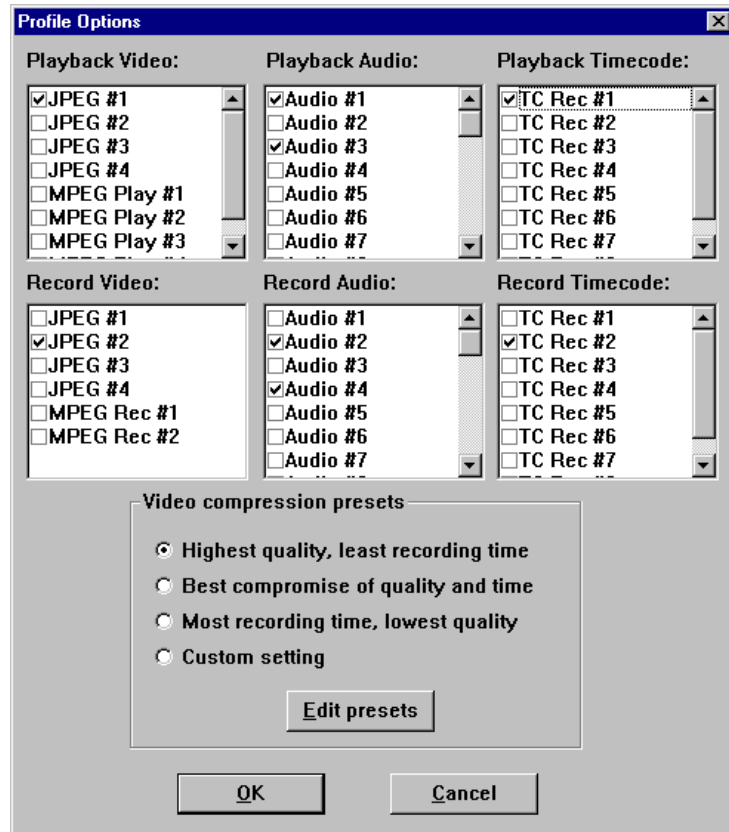 Profile Options
Playback Video:
JPEG #1
JPEG #2
JPEG #3
JPEG #4
MPEG Play #1
MPEG Play #2
MPEG Play #3
Playback Audio:
Audio #1
Audio #2
Audio #3
Audio #4
Audio #5
Audio #6
Audio #7
Playback Timecode:
TC Rec #1
TC Rec #2
TC Rec #3
TC Rec #4
TC Rec #5
TC Rec #6
TC Rec #7
Record Video:
JPEG #1
JPEG #2
JPEG #3
JPEG #4
MPEG Rec #1
MPEG Rec #2
Record Audio:
Audio #1
Audio #2
Audio #3
Audio #4
Audio #5
Audio #6
Audio #7
Record Timecode:
TC Rec #1
TC Rec #2
TC Rec #3
TC Rec #4
TC Rec #5
TC Rec #6
TC Rec #7
Video compression presets
Highest quality, least recording time
Best compromise of quality and time
Most recording time, lowest quality
Custom setting
Edit presets
OK
Cancel